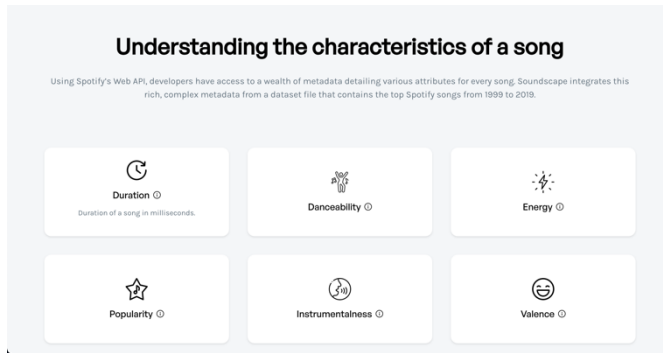 Understanding the characteristics of a song
Using Spotify's Web API, developers have access to a wealth of metadata detailing various attributes for every song. Soundscape integrates this
rich, complex metadata from a dataset file that contains the top Spotify songs from 1999 to 2019.
Duration
Duration of a song in milliseconds.
Danceability
Energy
Popularity
Instrumentalness
Valence